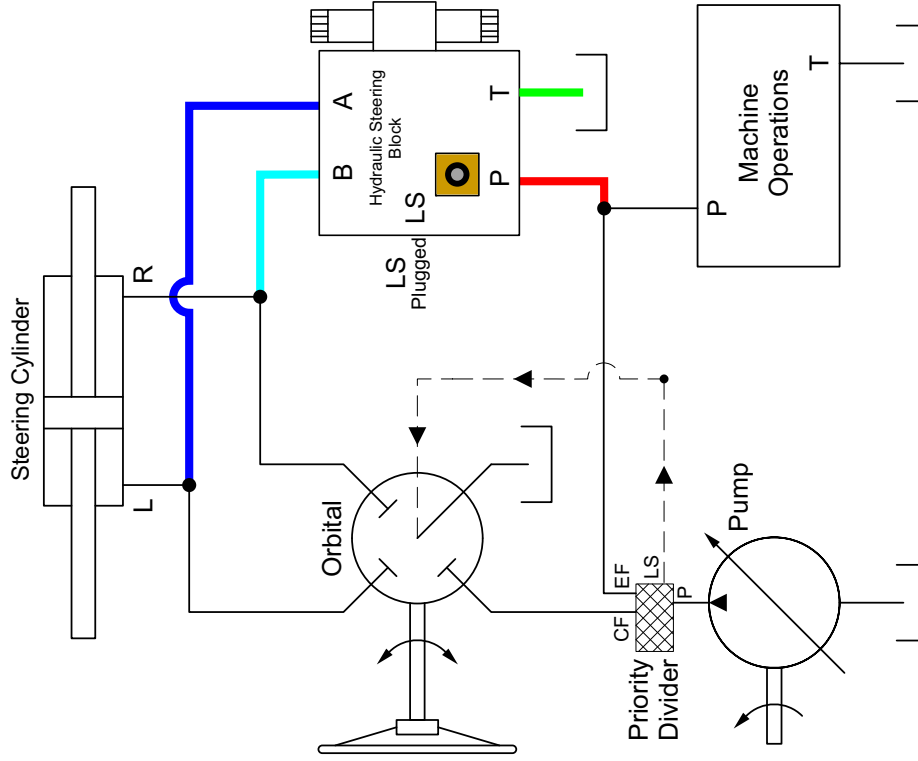 Steering Cylinder
L
R
A
B
Hydraulic Steering
Block
LS
P
T
LS
Plugged
Machine
Operations
P
T
Orbital
Priority
Divider
CF
EF
LS
P
Pump